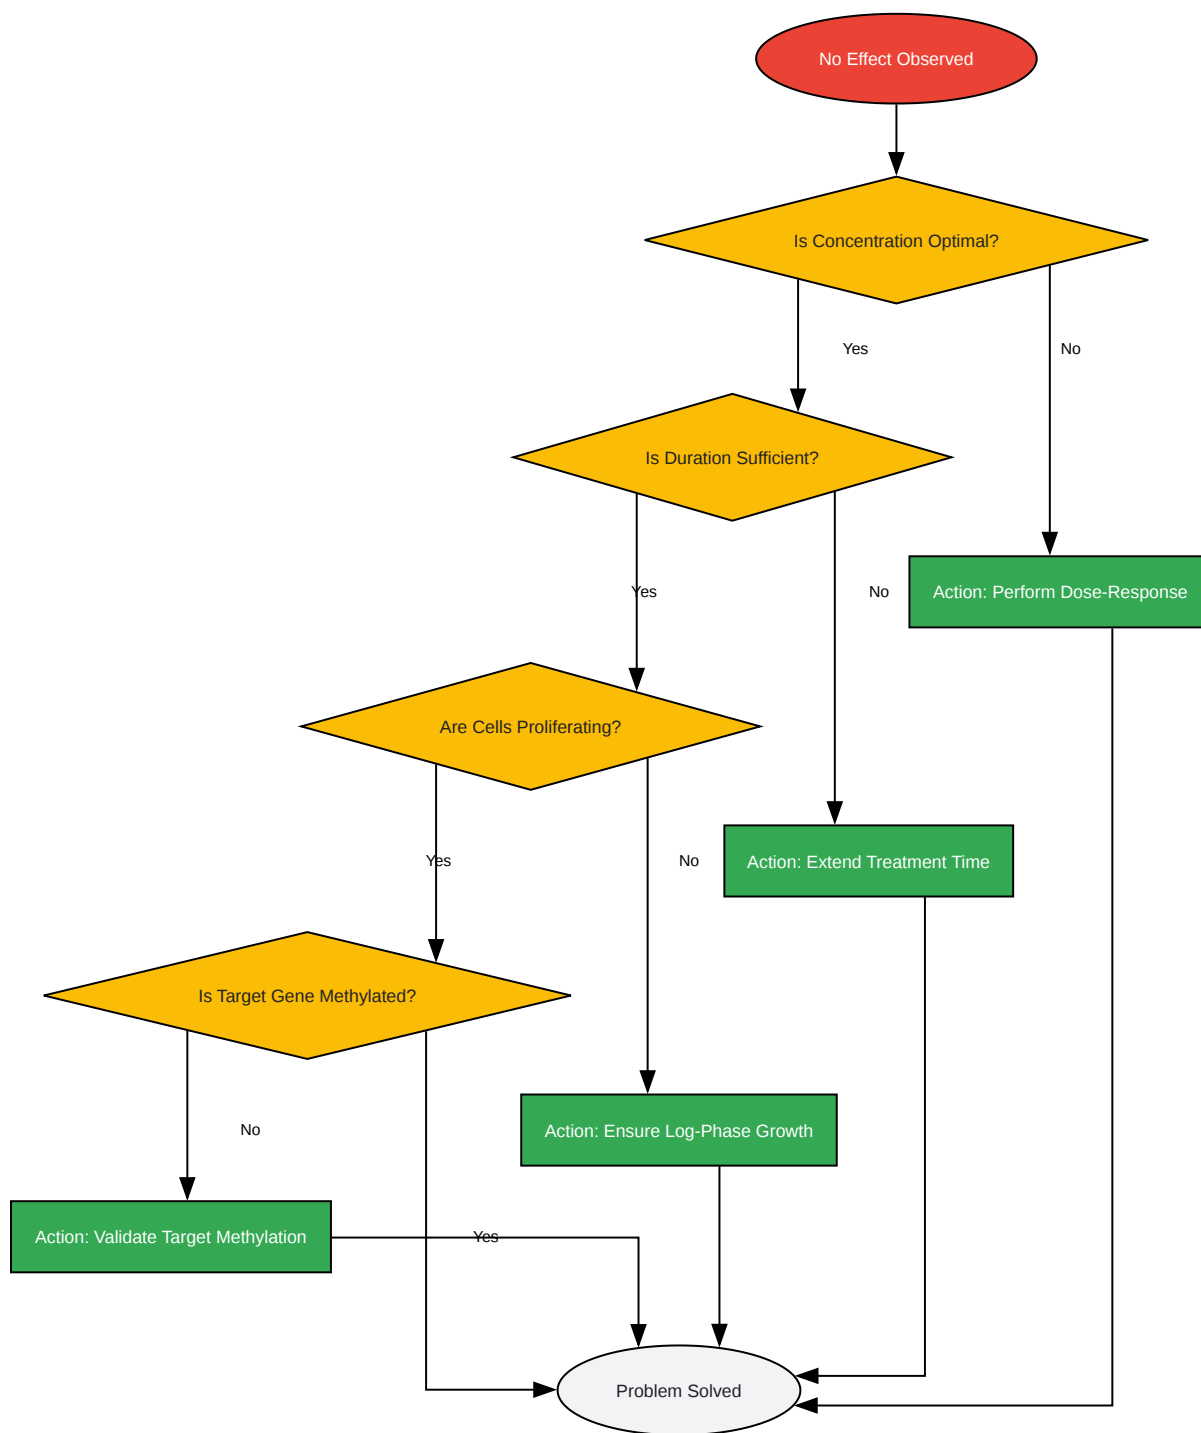 No Effect Observed
Is Concentration Optimal?
Yes
No
Is Duration Sufficient?
Yes
No
Action: Perform Dose-Response
Are Cells Proliferating?
Yes
No
Action: Extend Treatment Time
Is Target Gene Methylated?
No
Action: Ensure Log-Phase Growth
Action: Validate Target Methylation
Yes
Problem Solved